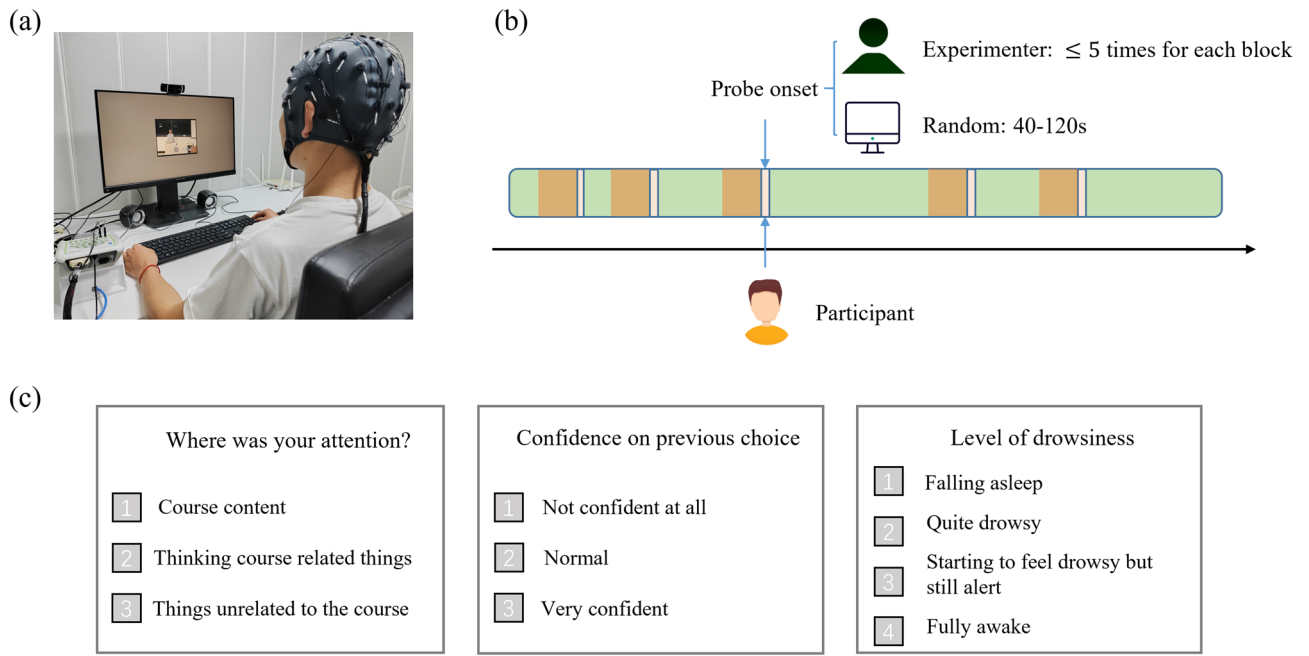 (a)
(b)
Probe onset
Experimenter: ≤ 5 times for each block
Random: 40-120s
Participant
(c)
Where was your attention?
1 Course content
2 Thinking course related things
3 Things unrelated to the course
Confidence on previous choice
1 Not confident at all
2 Normal
3 Very confident
Level of drowsiness
1 Falling asleep
2 Quite drowsy
3 Starting to feel drowsy but
still alert
4 Fully awake